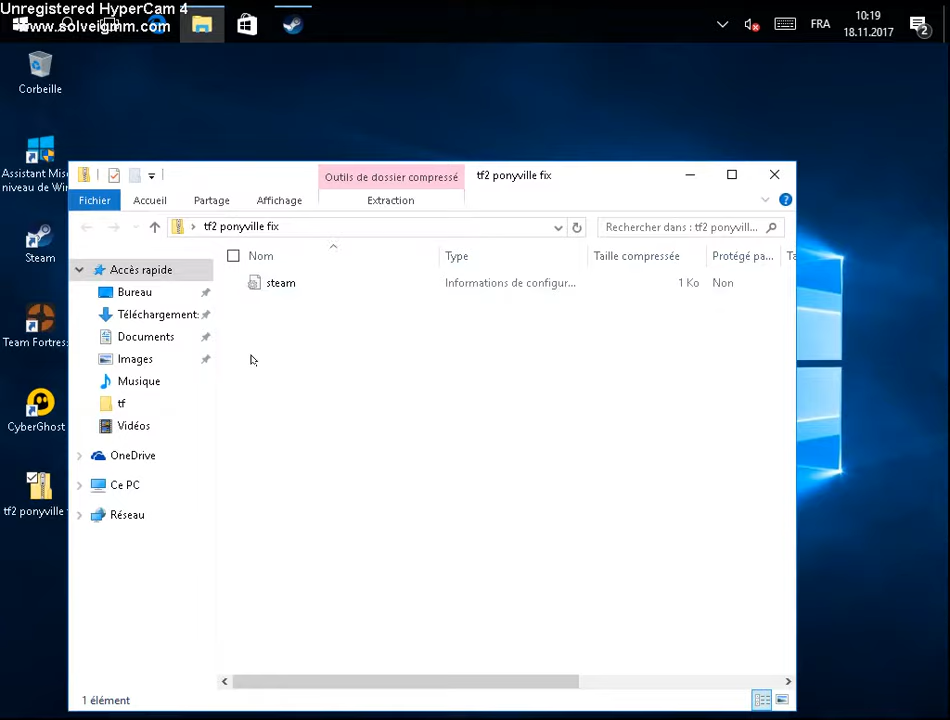 Unregistered HyperCam 4
www.solveigmm.com
FRA
10:19
18.11.2017
2
Corbeille
Assistant Mise
niveau de Win
Steam
Team Fortress
CyberGhost
tf2 ponyville
Outils de dossier compressé
tf2 ponyville fix
Fichier
Accueil
Partage
Affichage
Extraction
tf2 ponyville fix
Rechercher dans : tf2 ponyvill...
Nom
Type
Taille compressée
Protégé pa...
Ta
steam
Informations de configur...
1 Ko
Non
Accès rapide
Bureau
Téléchargement:
Documents
Images
Musique
tf
Vidéos
OneDrive
Ce PC
Réseau
1 élément